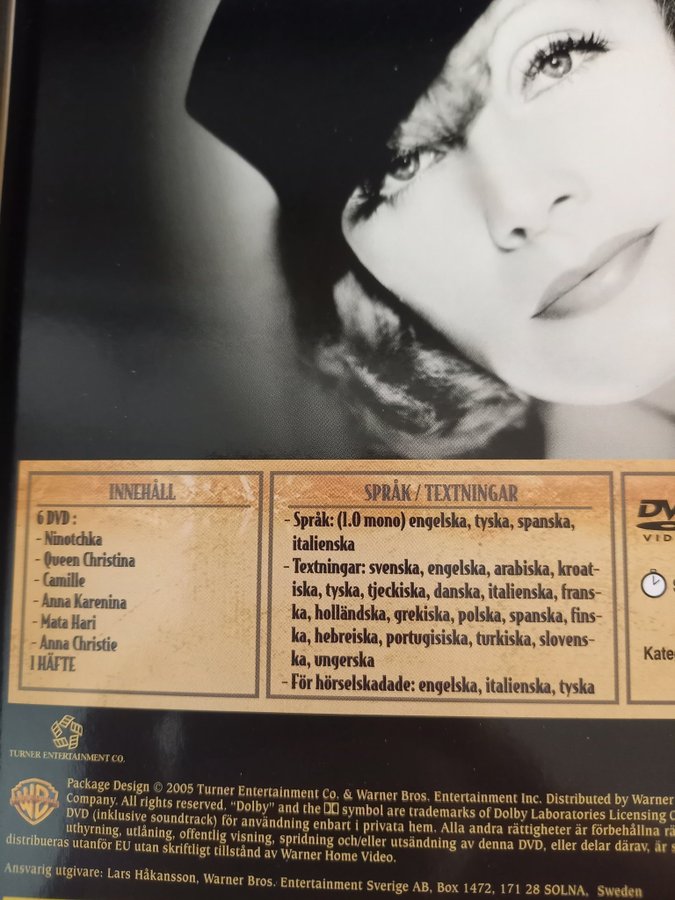 INNEHÅLL
6 DVD :
- Ninotchka
- Queen Christina
- Camille
- Anna Karenina
- Mata Hari
- Anna Christie
1 HÄFTE
SPRÅK / TEXTNINGAR
- Språk: (1.0 mono) engelska, tyska, spanska,
italienska
- Textningar: svenska, engelska, arabiska, kroat-
iska, tyska, tjeckiska, danska, italienska, frans-
ka, holländska, grekiska, polska, spanska, fins-
ka, hebreiska, portugisiska, turkiska, slovens-
ka, ungerska
- För hörselskadade: engelska, italienska, tyska
VID
Kate
TURNER ENTERTAINMENT CO.
WB
Package Design © 2005 Turner Entertainment Co. & Warner Bros. Entertainment Inc. Distributed by Warner
Company. All rights reserved. "Dolby" and the symbol are trademarks of Dolby Laboratories Licensing C
DVD (inklusive soundtrack) för användning enbart i privata hem. Alla andra rättigheter är förbehållna rä
uthyrning, utlåning, offentlig visning, spridning och/eller utsändning av denna DVD, eller delar därav, är s
distribueras utanför EU utan skriftligt tillstånd av Warner Home Video.
Ansvarig utgivare: Lars Håkansson, Warner Bros. Entertainment Sverige AB, Box 1472, 171 28 SOLNA, Sweden